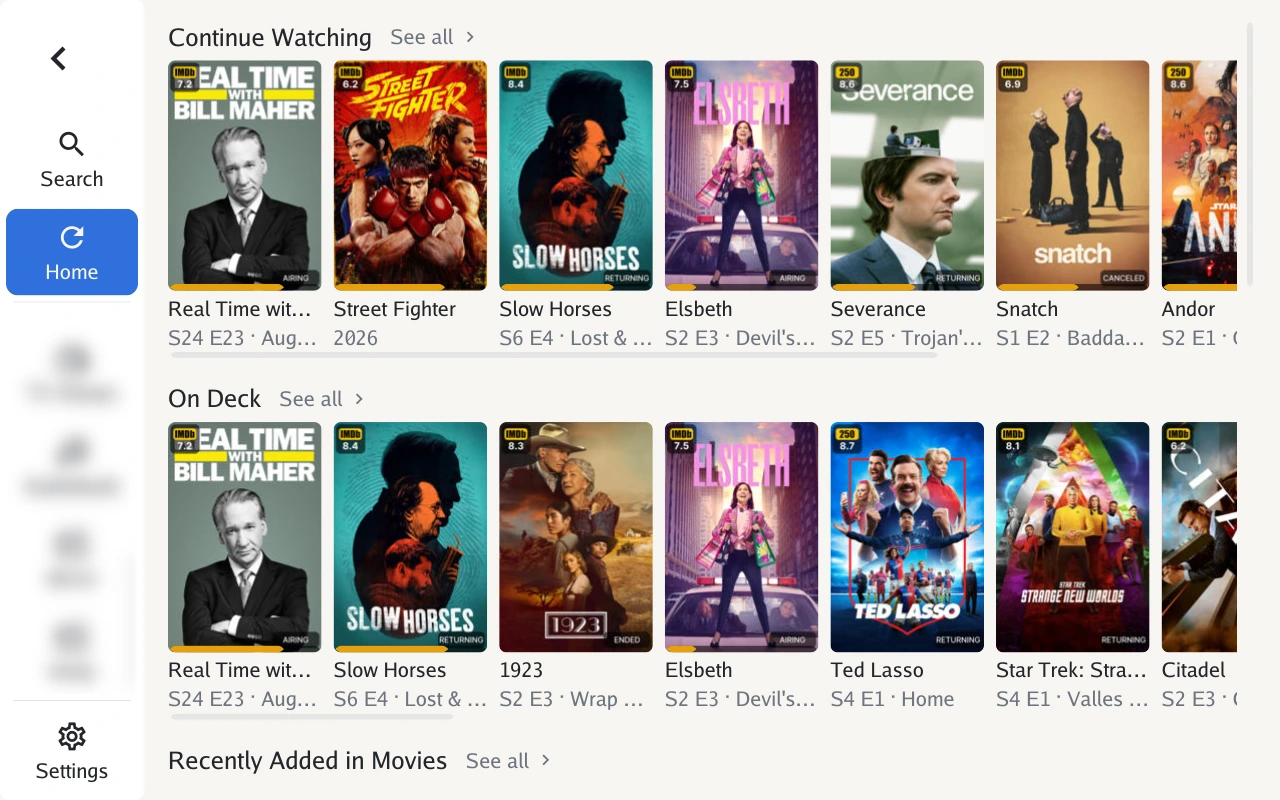 Search
Home
Settings
Continue Watching See all
IMDb 7.2
REAL TIME
WITH
BILL MAHER
AIRING
Real Time wit...
S24 E23 · Aug...
IMDb 6.2
STREET FIGHTER
Street Fighter
2026
IMDb 8.4
SLOW HORSES
RETURNING
Slow Horses
S6 E4 · Lost & ...
IMDb 7.5
ELSBETH
AIRING
Elsbeth
S2 E3 · Devil's...
250 8.6
Severance
RETURNING
Severance
S2 E5 · Trojan'...
IMDb 6.9
snatch
CANCELED
Snatch
S1 E2 · Badda...
250 8.6
STAR
AN
Andor
S2 E1 ·
On Deck See all
IMDb 7.2
REAL TIME
WITH
BILL MAHER
AIRING
Real Time wit...
S24 E23 · Aug...
IMDb 8.4
SLOW HORSES
RETURNING
Slow Horses
S6 E4 · Lost & ...
IMDb 8.3
1923
ENDED
1923
S2 E3 · Wrap ...
IMDb 7.5
ELSBETH
AIRING
Elsbeth
S2 E3 · Devil's...
250 8.7
TED LASSO
RETURNING
Ted Lasso
S4 E1 · Home
IMDb 8.1
STAR TREK
STRANGE NEW WORLDS
RETURNING
Star Trek: Stra...
S4 E1 · Valles ...
IMDb 6.2
CIT
Citadel
S2 E3 ·
Recently Added in Movies See all